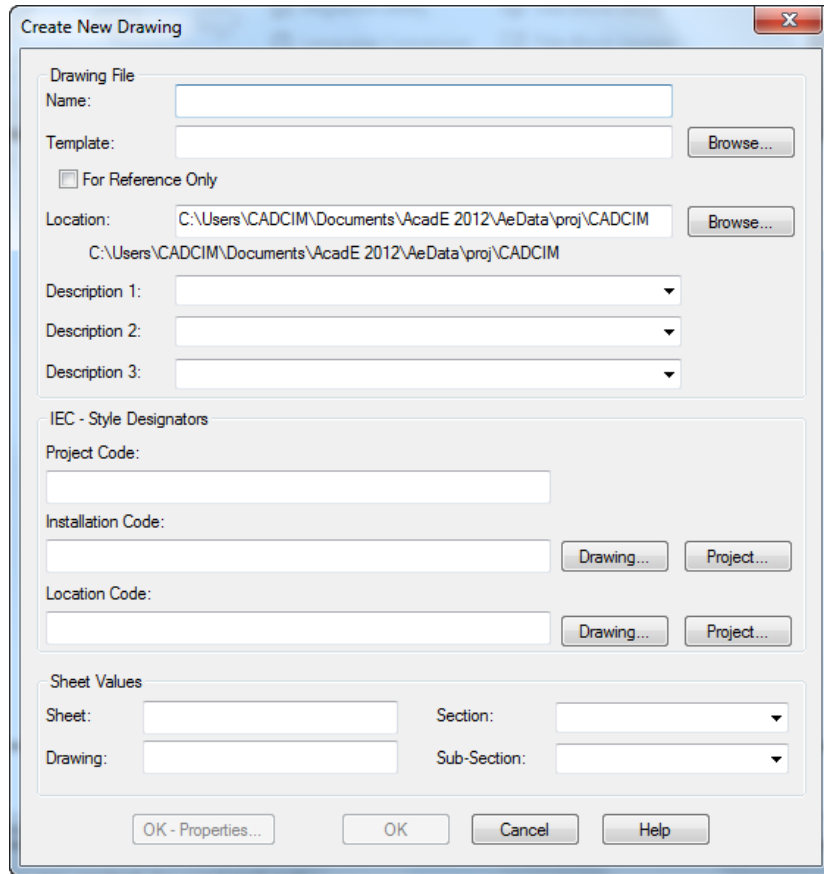 Create New Drawing
Drawing File
Name:
Template:
Browse...
For Reference Only
Location:
C:\Users\CADCIM\Documents\AcadE 2012\AeData\proj\CADCIM
Browse...
C:\Users\CADCIM\Documents\AcadE 2012\AeData\proj\CADCIM
Description 1:
Description 2:
Description 3:
IEC - Style Designators
Project Code:
Installation Code:
Drawing...
Project...
Location Code:
Drawing...
Project...
Sheet Values
Sheet:
Section:
Drawing:
Sub-Section:
OK - Properties...
OK
Cancel
Help